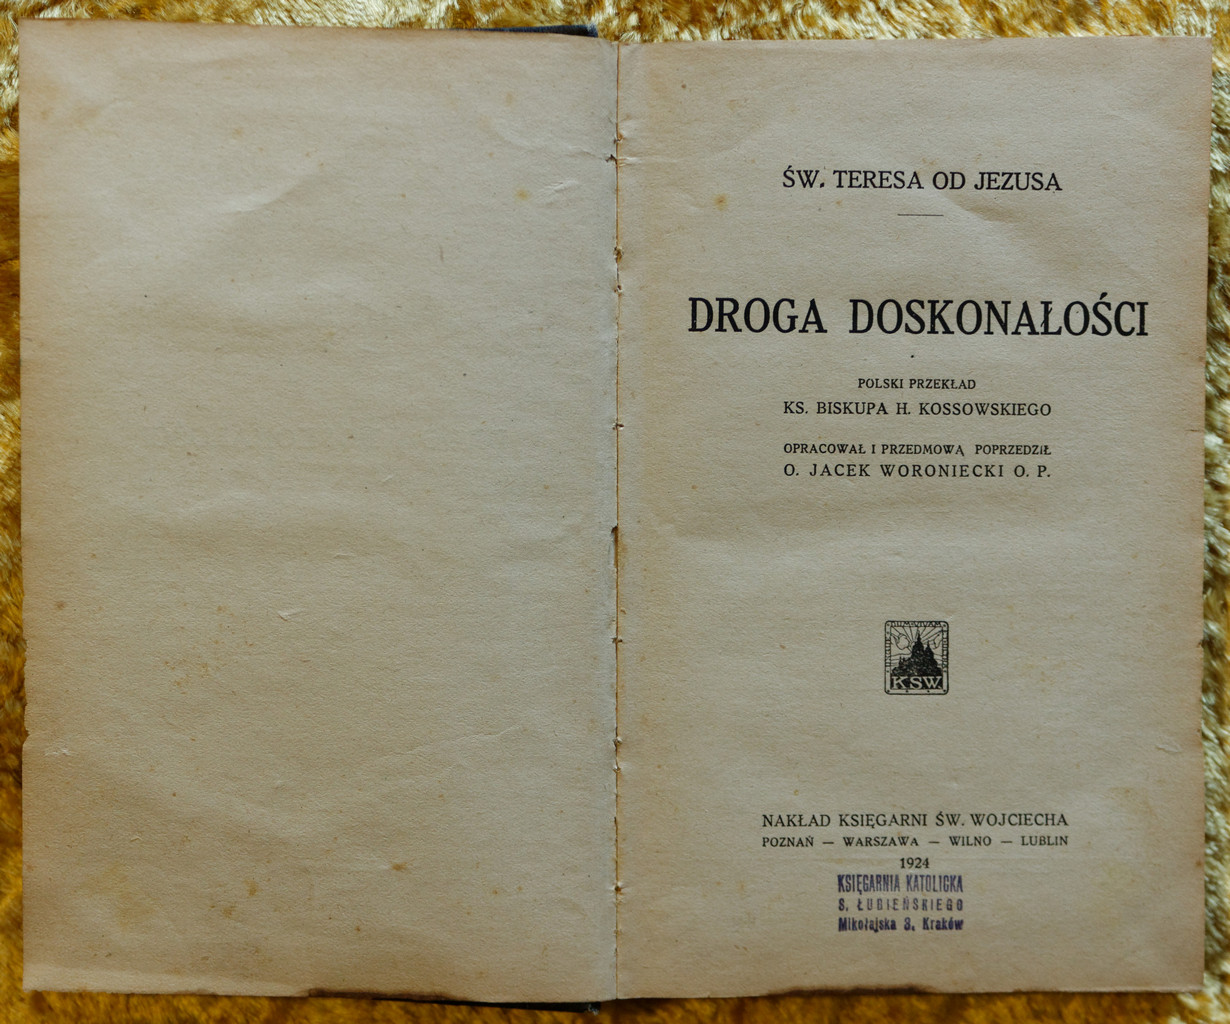 ŚW. TERESA OD JEZUSA
DROGA DOSKONAŁOŚCI
POLSKI PRZEKŁAD
KS. BISKUPA H. KOSSOWSKIEGO
OPRACOWAŁ I PRZEDMOWĄ POPRZEDZIŁ
O. JACEK WORONIECKI O. P.
KSW.
NAKŁAD KSIĘGARNI ŚW. WOJCIECHA
POZNAŃ — WARSZAWA — WILNO — LUBLIN
1924
KSIĘGARNIA KATOLICKA
S. ŁUBIEŃSKIEGO
Mikołajska 3, Kraków